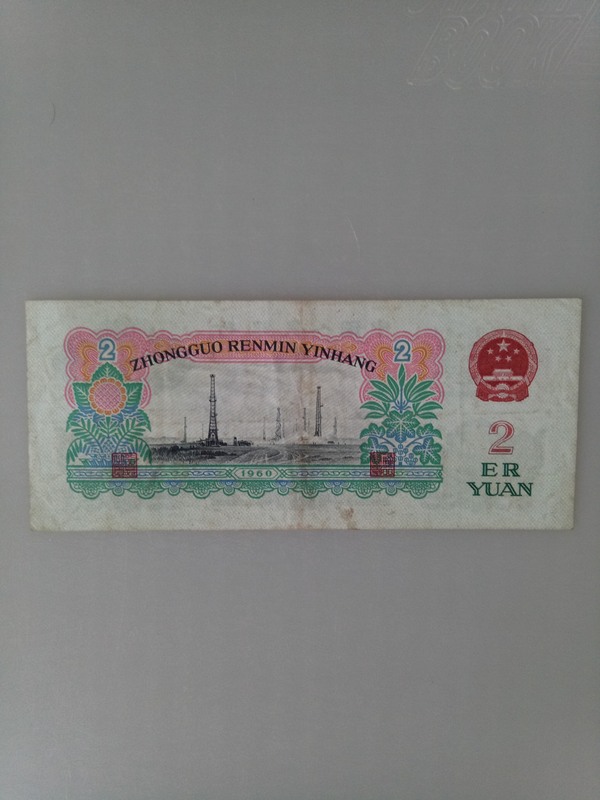 2
ZHONGGUO RENMIN YINHANG
2
1960
2
ER
YUAN